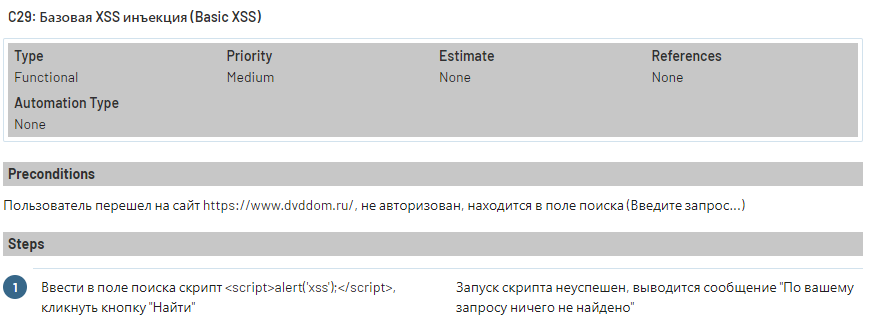 C29: Базовая XSS инъекция (Basic XSS)
Type Priority Estimate References
Functional Medium None None
Automation Type
None
Preconditions
Пользователь перешел на сайт https://www.dvddom.ru/, не авторизован, находится в поле поиска (Введите запрос...)
Steps
1 Ввести в поле поиска скрипт <script>alert('xss');</script>, Запуск скрипта неуспешен, выводится сообщение "По вашему
кликнуть кнопку "Найти" запросу ничего не найдено"